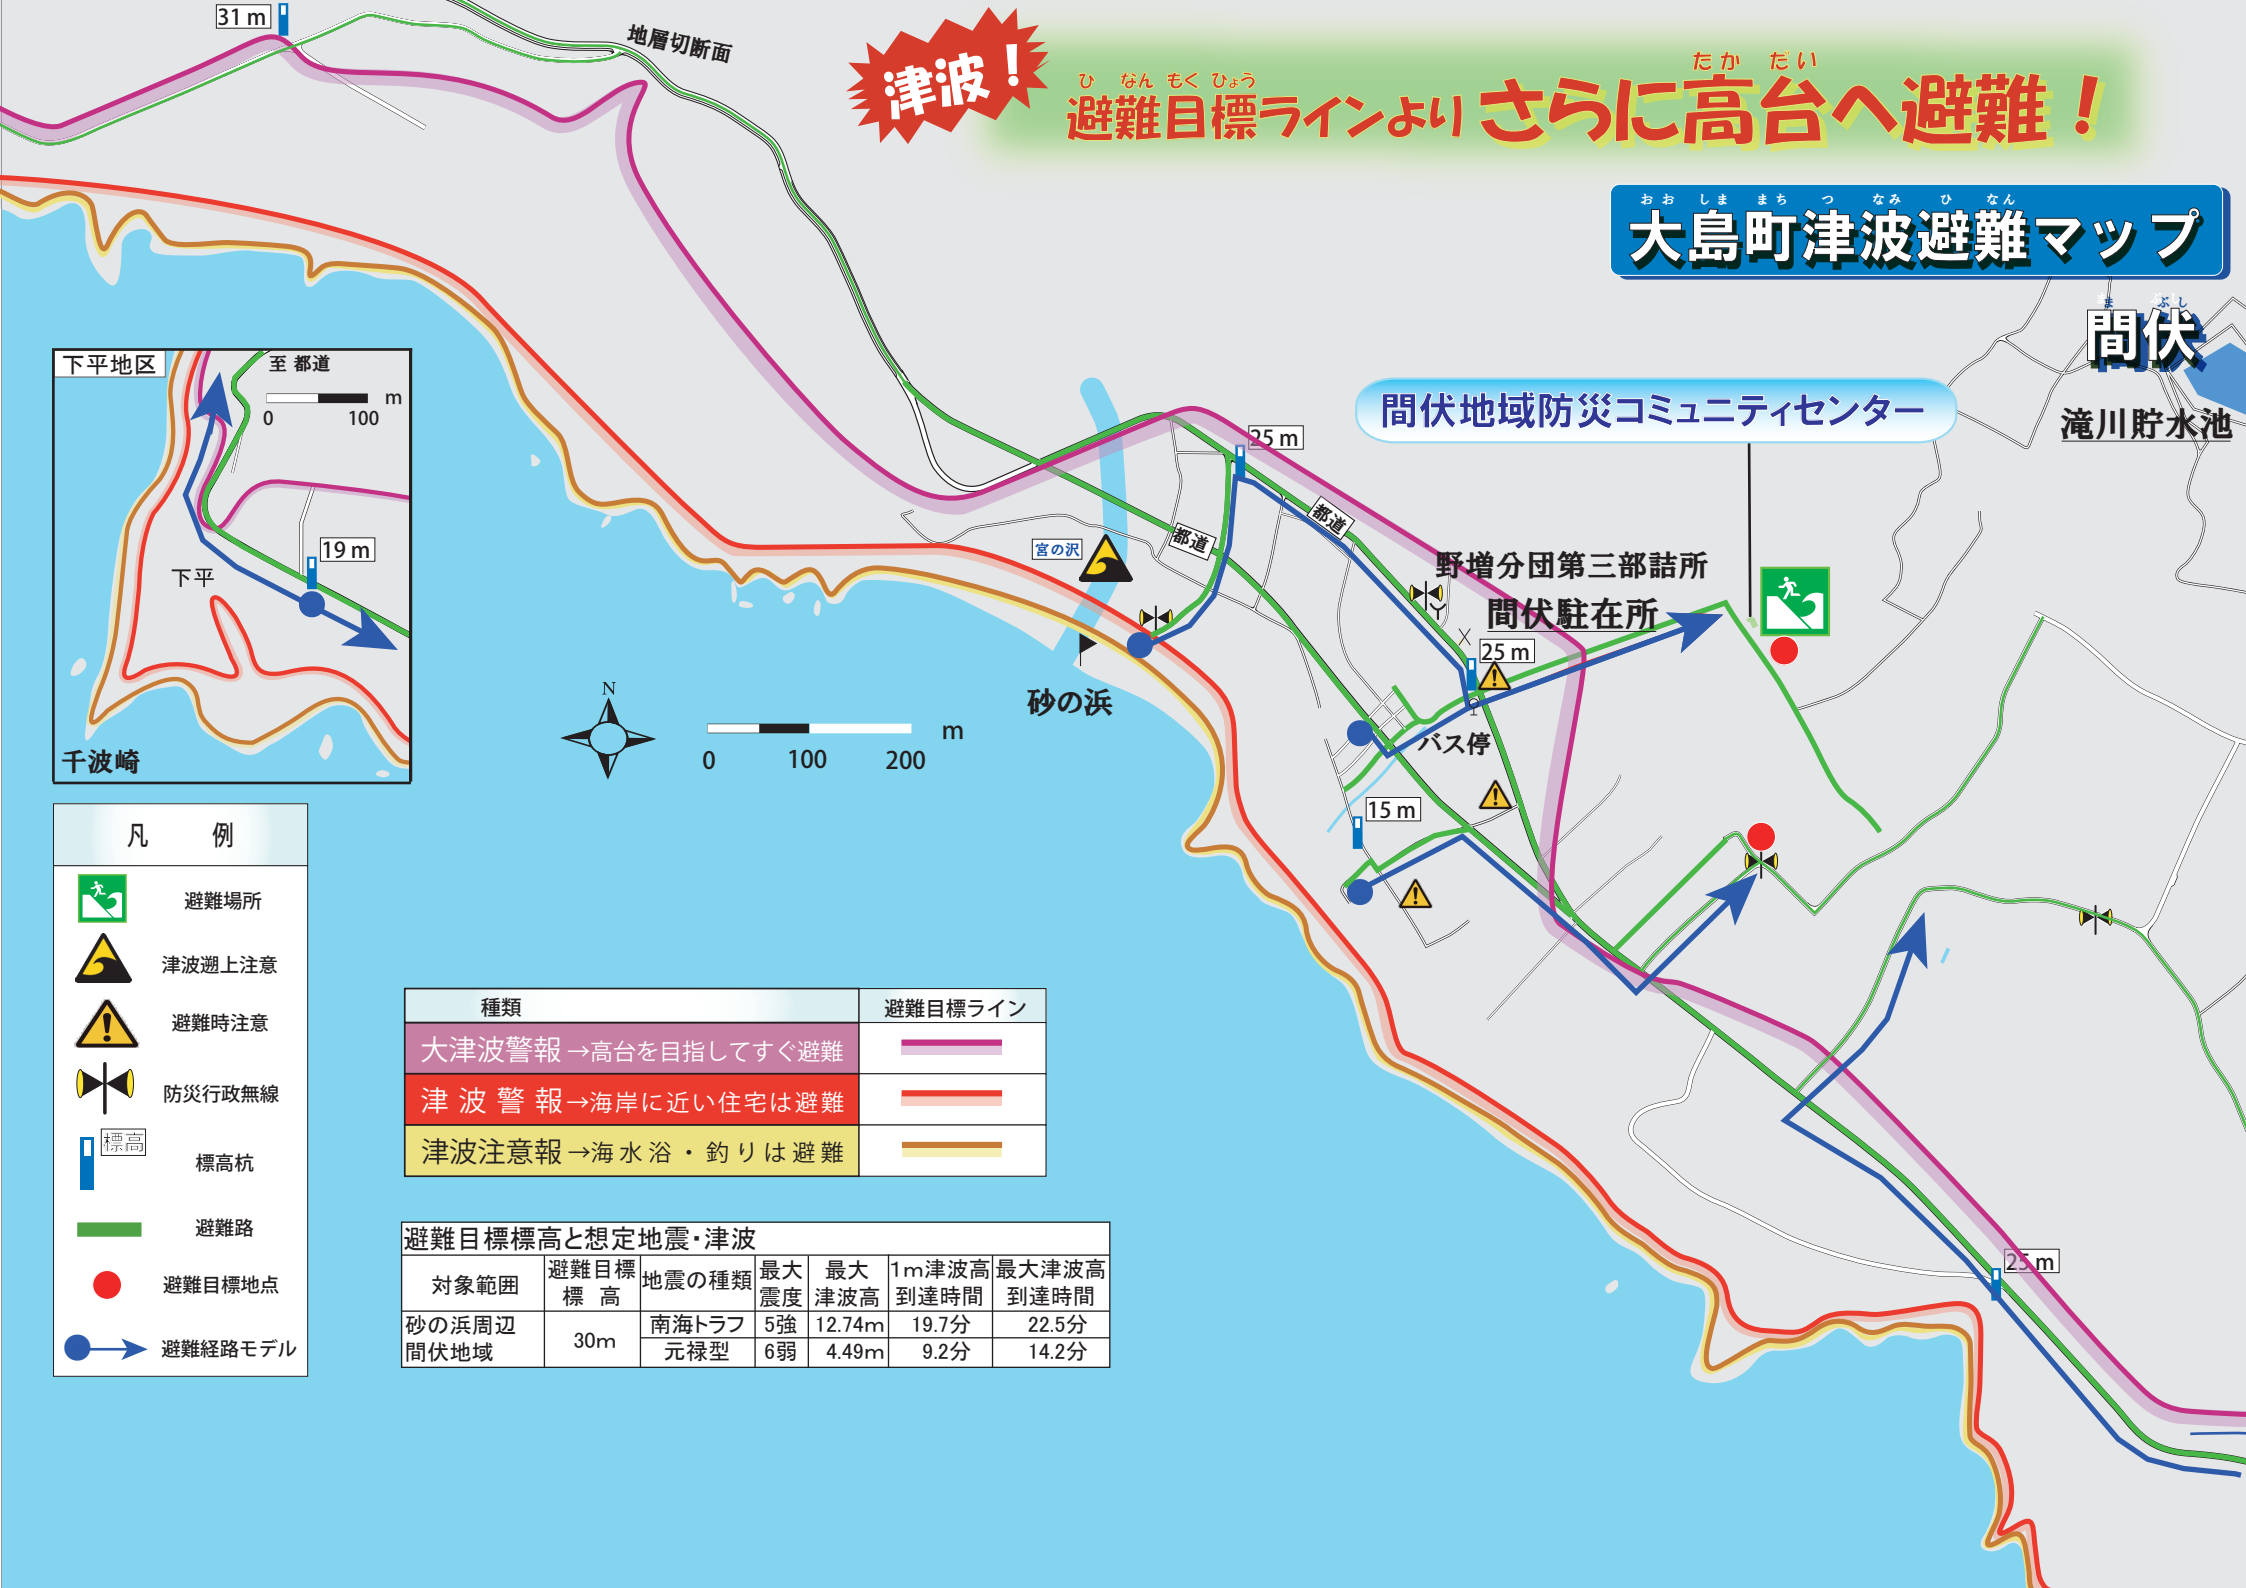 31 m
地層切断面
津波！
ひ なん もく ひょう
たか だい
避難目標ラインより さらに高台へ避難！
おお しま まち つ なみ ひ なん
大島町津波避難マップ
ま ぶし
間伏
滝川貯水池
間伏地域防災コミュニティセンター
25 m
都道
都道
宮の沢
野増分団第三部詰所
間伏駐在所
25 m
バス停
砂の浜
15 m
25 m
下平地区
至 都道
m
0 100
19 m
下平
千波崎
N
m
0 100 200
凡 例
避難場所
津波遡上注意
避難時注意
防災行政無線
標高
標高杭
避難路
避難目標地点
避難経路モデル
種類 避難目標ライン
大津波警報→高台を目指してすぐ避難
津波警報→海岸に近い住宅は避難
津波注意報→海水浴・釣りは避難
避難目標標高と想定地震・津波
対象範囲 避難目標標高 地震の種類 最大震度 最大津波高 1m津波高到達時間 最大津波高到達時間
砂の浜周辺 間伏地域 30m 南海トラフ 5強 12.74m 19.7分 22.5分
元禄型 6弱 4.49m 9.2分 14.2分